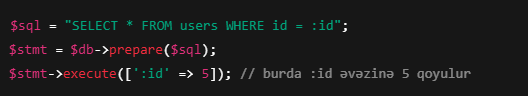 $sql = "SELECT * FROM users WHERE id = :id";
$stmt = $db->prepare($sql);
$stmt->execute([':id' => 5]); // burda :id əvəzinə 5 qoyulur